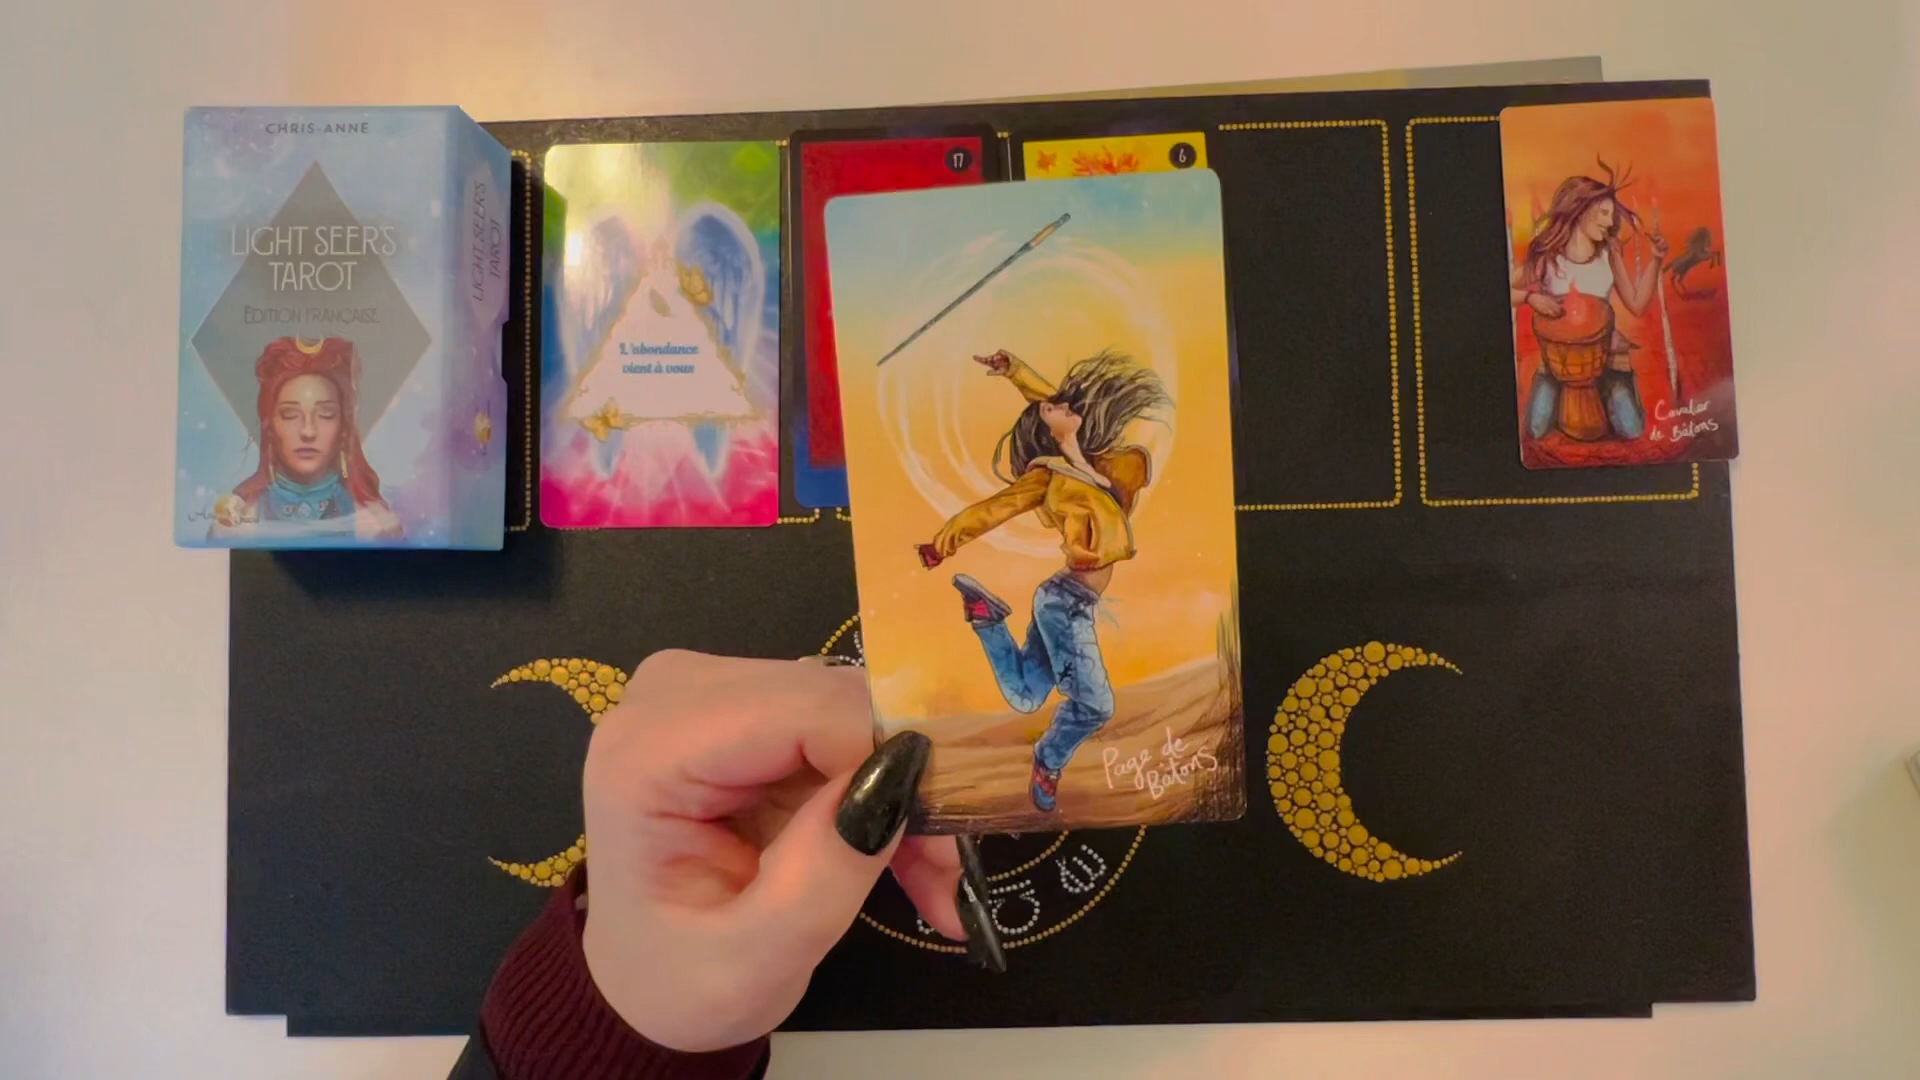 CHRIS-ANNE
LIGHT SEER'S
TAROT
ÉDITION FRANÇAISE
LIGHT SEER'S
TAROT
L'abondance
vient à vous
17
6
Page de
Bâtons
Cavalier
de Bâtons